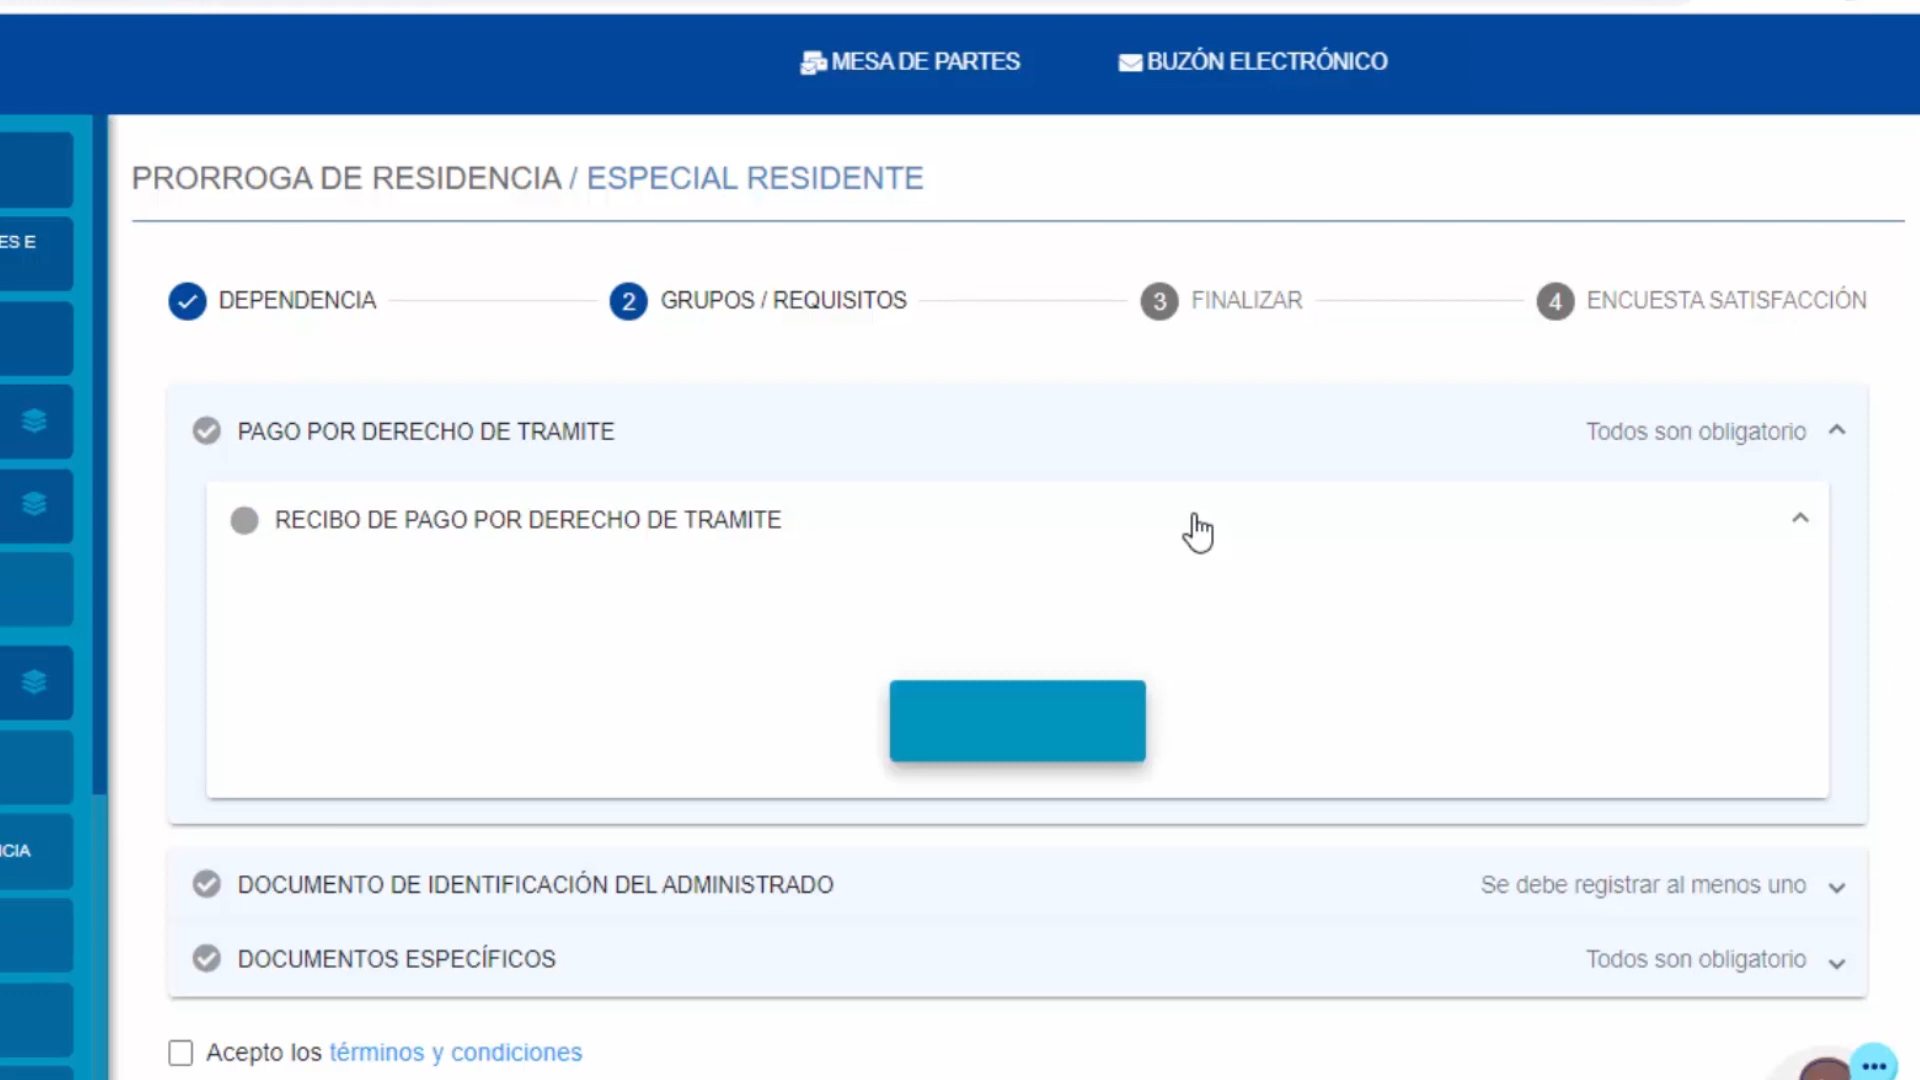 MESA DE PARTES
BUZÓN ELECTRÓNICO
ES E
PRORROGA DE RESIDENCIA / ESPECIAL RESIDENTE
DEPENDENCIA
2 GRUPOS / REQUISITOS
3 FINALIZAR
4 ENCUESTA SATISFACCIÓN
PAGO POR DERECHO DE TRAMITE
Todos son obligatorio
RECIBO DE PAGO POR DERECHO DE TRAMITE
CIA
DOCUMENTO DE IDENTIFICACIÓN DEL ADMINISTRADO
Se debe registrar al menos uno
DOCUMENTOS ESPECÍFICOS
Todos son obligatorio
Acepto los términos y condiciones